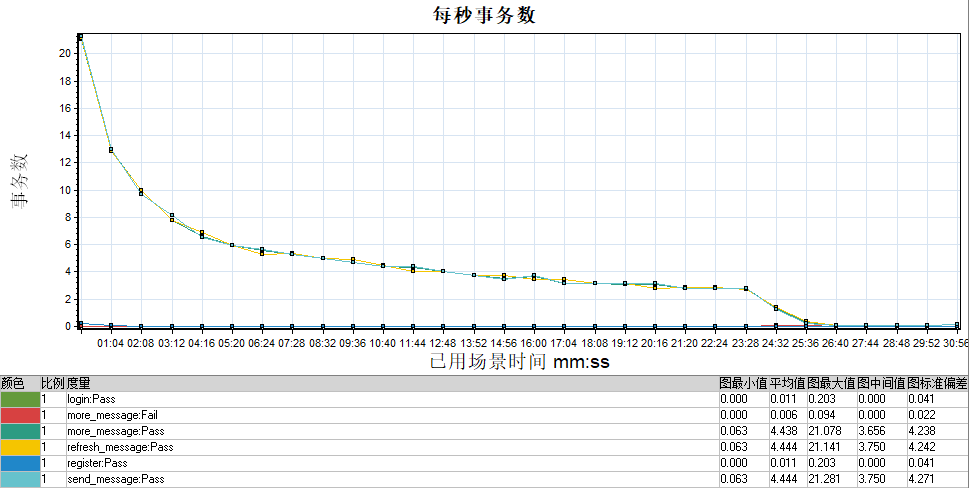 每秒事务数
事务数
20
18
16
14
12
10
8
6
4
2
0
01:04 02:08 03:12 04:16 05:20 06:24 07:28 08:32 09:36 10:40 11:44 12:48 13:52 14:56 16:00 17:04 18:08 19:12 20:16 21:20 22:24 23:28 24:32 25:36 26:40 27:44 28:48 29:52 30:56
已用场景时间 mm:ss
颜色 比例 度量 图最小值 平均值 图最大值 图中间值 图标准偏差
1 login:Pass 0.000 0.011 0.203 0.000 0.041
1 more_message:Fail 0.000 0.006 0.094 0.000 0.022
1 more_message:Pass 0.063 4.438 21.078 3.656 4.238
1 refresh_message:Pass 0.063 4.444 21.141 3.750 4.242
1 register:Pass 0.000 0.011 0.203 0.000 0.041
1 send_message:Pass 0.063 4.444 21.281 3.750 4.271